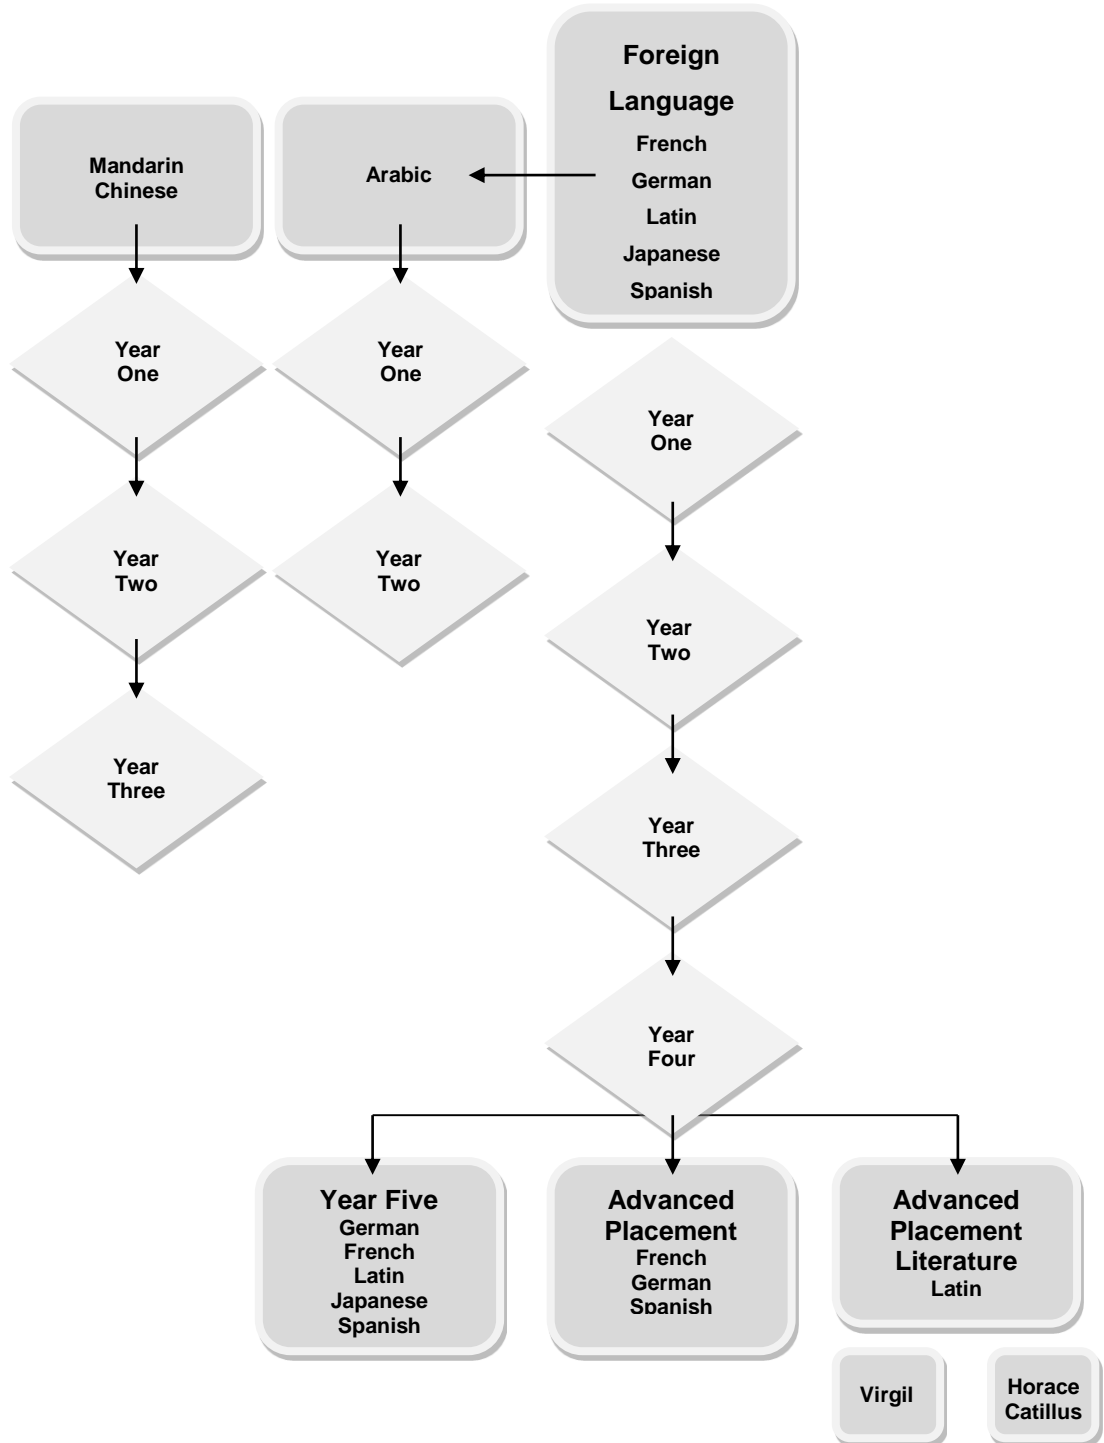 Foreign
Language
French
German
Latin
Japanese
Spanish
Mandarin
Chinese
Arabic
Year
One
Year
One
Year
One
Year
Two
Year
Two
Year
Two
Year
Three
Year
Three
Year
Four
Year Five
German
French
Latin
Japanese
Spanish
Advanced
Placement
French
German
Spanish
Advanced
Placement
Literature
Latin
Virgil
Horace
Catillus